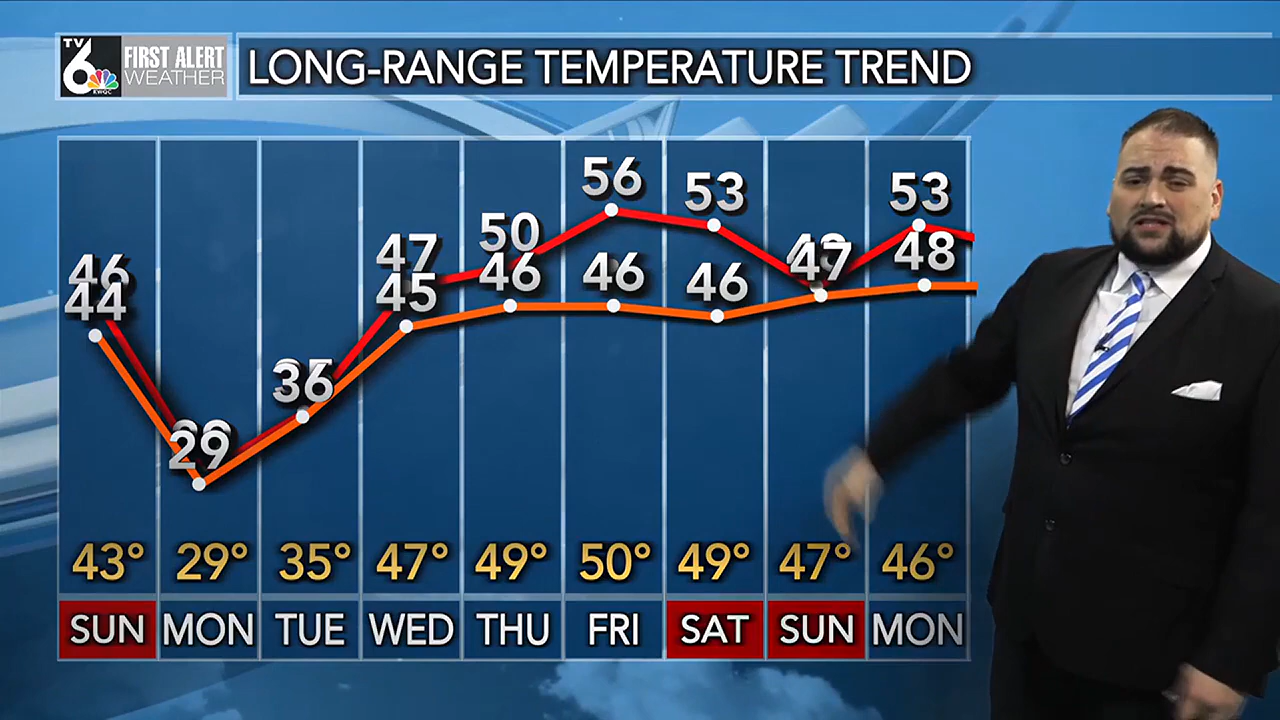 TV
6
KWQC
FIRST ALERT
WEATHER
LONG-RANGE TEMPERATURE TREND
56
53
53
50
47
48
46
46
46
46
44
45
47
36
29
43° 29° 35° 47° 49° 50° 49° 47° 46°
SUN MON TUE WED THU FRI SAT SUN MON